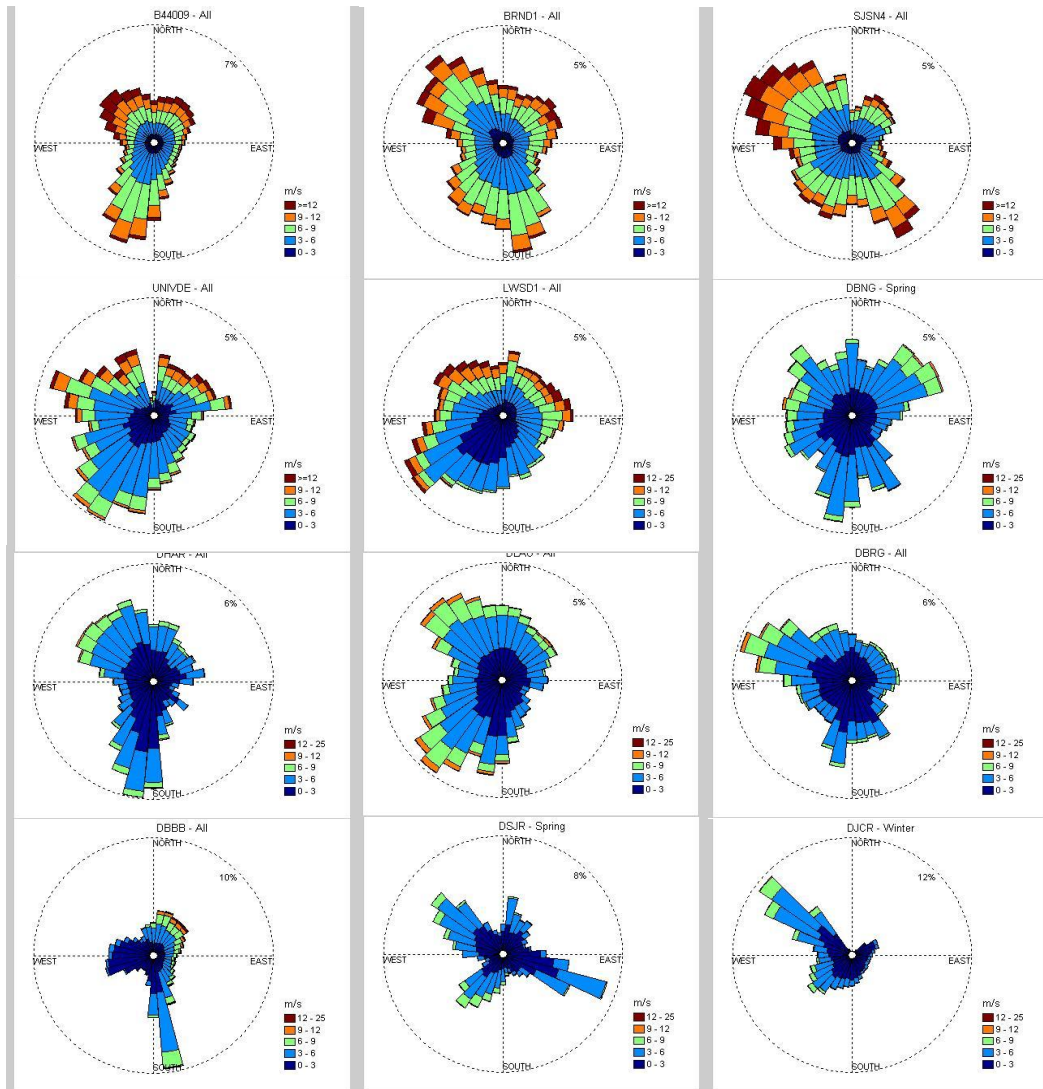 B44009 - All
NORTH
7%
WEST
EAST
SOUTH
m/s
>=12
9 - 12
6 - 9
3 - 6
0 - 3
BRND1 - All
NORTH
5%
WEST
EAST
SOUTH
m/s
>=12
9 - 12
6 - 9
3 - 6
0 - 3
SJSN4 - All
NORTH
5%
WEST
EAST
SOUTH
m/s
>=12
9 - 12
6 - 9
3 - 6
0 - 3
UNIVDE - All
NORTH
5%
WEST
EAST
SOUTH
m/s
>=12
9 - 12
6 - 9
3 - 6
0 - 3
LWSD1 - All
NORTH
5%
WEST
EAST
SOUTH
m/s
12 - 25
9 - 12
6 - 9
3 - 6
0 - 3
DBNG - Spring
NORTH
5%
WEST
EAST
SOUTH
m/s
12 - 25
9 - 12
6 - 9
3 - 6
0 - 3
DHAR - All
NORTH
6%
WEST
EAST
SOUTH
m/s
12 - 25
9 - 12
6 - 9
3 - 6
0 - 3
- All
NORTH
5%
WEST
EAST
SOUTH
m/s
12 - 25
9 - 12
6 - 9
3 - 6
0 - 3
DBRG - All
NORTH
6%
WEST
EAST
SOUTH
m/s
12 - 25
9 - 12
6 - 9
3 - 6
0 - 3
DBBB - All
NORTH
10%
WEST
EAST
SOUTH
m/s
12 - 25
9 - 12
6 - 9
3 - 6
0 - 3
DSJR - Spring
NORTH
8%
WEST
EAST
SOUTH
m/s
12 - 25
9 - 12
6 - 9
3 - 6
0 - 3
DJCR - Winter
NORTH
12%
WEST
EAST
SOUTH
m/s
12 - 25
9 - 12
6 - 9
3 - 6
0 - 3